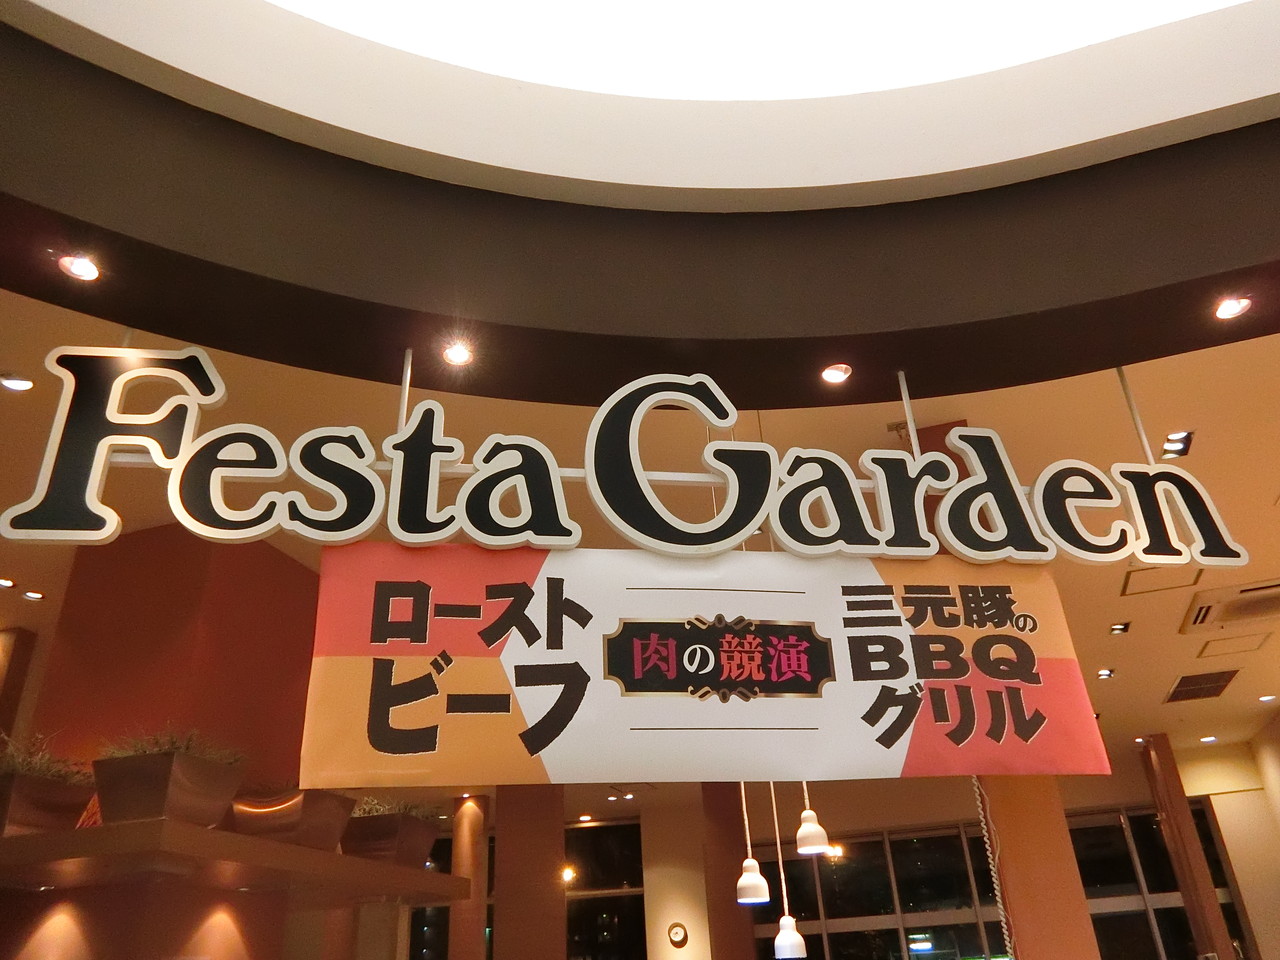 Festa Garden
ロースト
ビーフ
肉の競演
三元豚の
BBQ
グリル